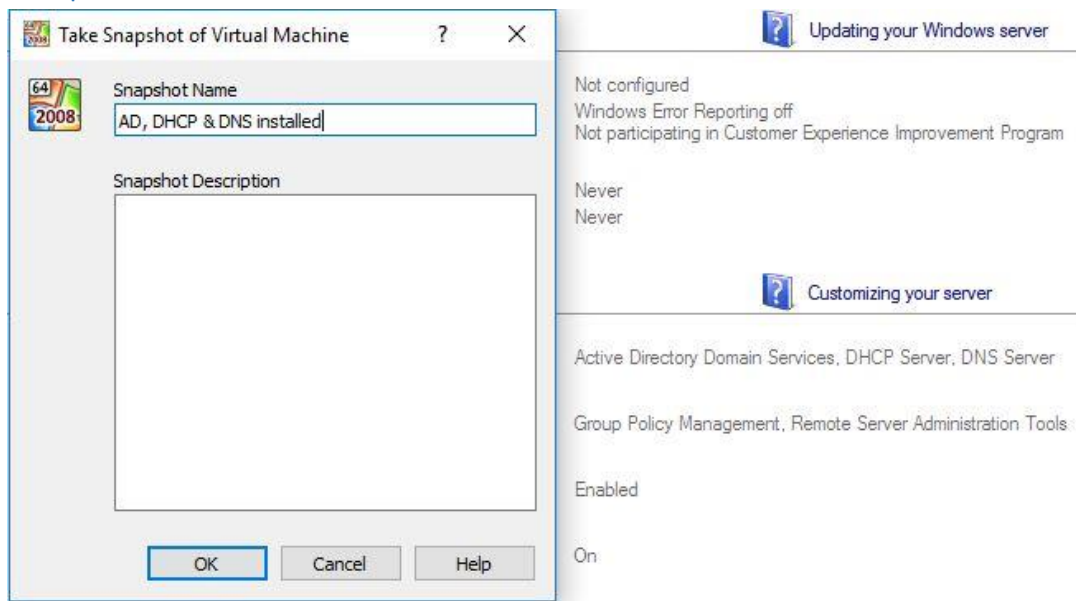 Take Snapshot of Virtual Machine ? X
64
2008
Snapshot Name
AD, DHCP & DNS installed
Snapshot Description
OK Cancel Help
Updating your Windows server
Not configured
Windows Error Reporting off
Not participating in Customer Experience Improvement Program
Never
Never
Customizing your server
Active Directory Domain Services, DHCP Server, DNS Server
Group Policy Management, Remote Server Administration Tools
Enabled
On